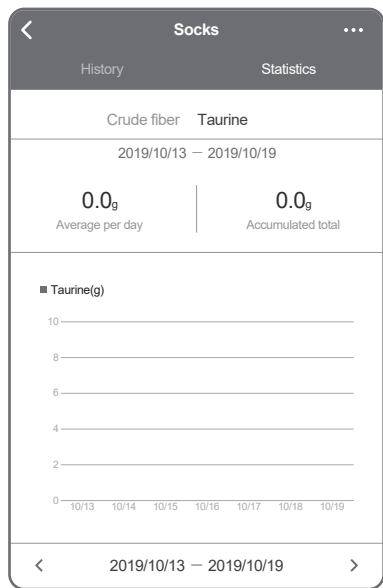 Socks
History Statistics
Crude fiber Taurine
2019/10/13 — 2019/10/19
0.0g 0.0g
Average per day Accumulated total
Taurine(g)
10
8
6
4
2
0
10/13 10/14 10/15 10/16 10/17 10/18 10/19
2019/10/13 — 2019/10/19